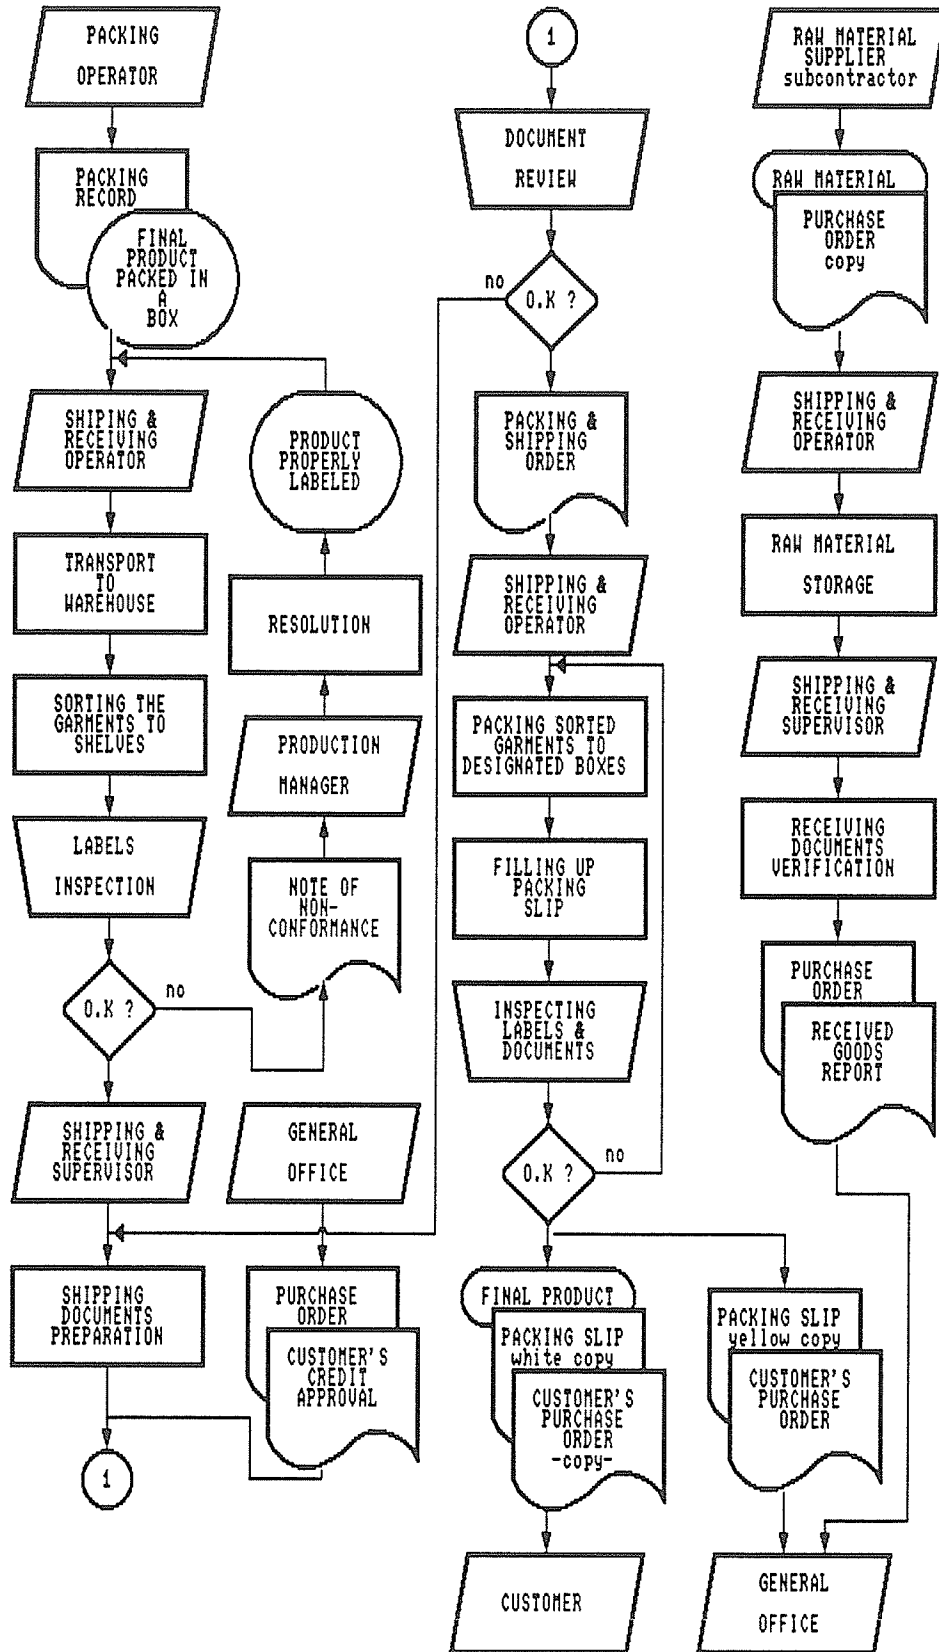 PACKING
OPERATOR
PACKING
RECORD
FINAL
PRODUCT
PACKED IN
A
BOX
SHIPING &
RECEIVING
OPERATOR
TRANSPORT
TO
WAREHOUSE
SORTING THE
GARMENTS TO
SHELVES
LABELS
INSPECTION
O.K ?
no
SHIPPING &
RECEIVING
SUPERVISOR
SHIPPING
DOCUMENTS
PREPARATION
1
PRODUCT
PROPERLY
LABELED
RESOLUTION
PRODUCTION
MANAGER
NOTE OF
NON-
CONFORMANCE
GENERAL
OFFICE
PURCHASE
ORDER
CUSTOMER'S
CREDIT
APPROVAL
1
DOCUMENT
REVIEW
no
O.K ?
PACKING &
SHIPPING
ORDER
SHIPPING &
RECEIVING
OPERATOR
PACKING SORTED
GARMENTS TO
DESIGNATED BOXES
FILLING UP
PACKING
SLIP
INSPECTING
LABELS &
DOCUMENTS
O.K ?
no
FINAL PRODUCT
PACKING SLIP
white copy
CUSTOMER'S
PURCHASE
ORDER
-copy-
CUSTOMER
PACKING SLIP
yellow copy
CUSTOMER'S
PURCHASE
ORDER
GENERAL
OFFICE
RAW MATERIAL
SUPPLIER
subcontractor
RAW MATERIAL
PURCHASE
ORDER
copy
SHIPPING &
RECEIVING
OPERATOR
RAW MATERIAL
STORAGE
SHIPPING &
RECEIVING
SUPERVISOR
RECEIVING
DOCUMENTS
VERIFICATION
PURCHASE
ORDER
RECEIVED
GOODS
REPORT